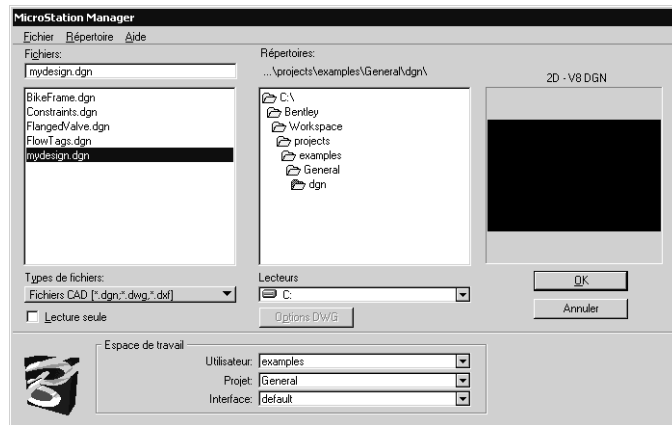 MicroStation Manager
Fichier Répertoire Aide
Fichiers:
mydesign.dgn
BikeFrame.dgn
Constraints.dgn
FlangedValve.dgn
FlowTags.dgn
mydesign.dgn
Types de fichiers:
Fichiers CAD [*.dgn;*.dwg,*.dxf]
Lecture seule
Répertoires:
...\projects\examples\General\dgn\
C:\
Bentley
Workspace
projects
examples
General
dgn
Lecteurs
C:
Options DWG
2D - V8 DGN
OK
Annuler
Espace de travail
Utilisateur: examples
Projet: General
Interface: default